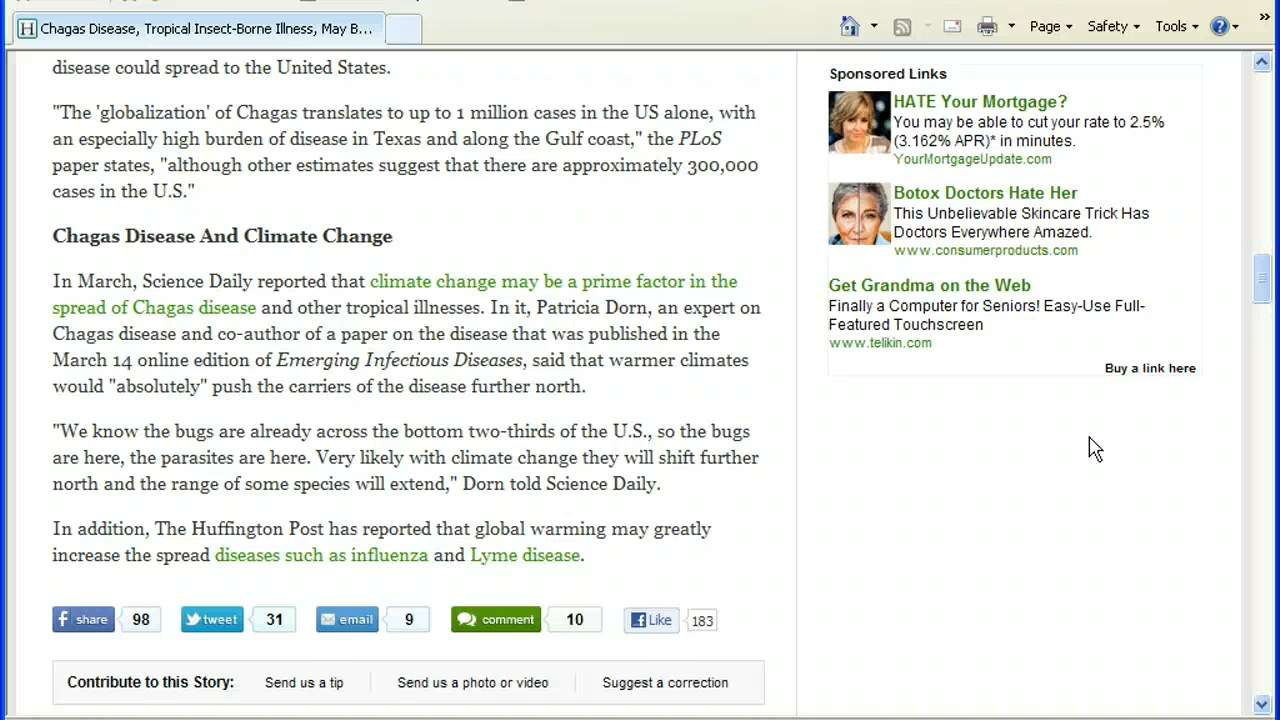 Chagas Disease, Tropical Insect-Borne Illness, May B...
Page
Safety
Tools
disease could spread to the United States.
"The 'globalization' of Chagas translates to up to 1 million cases in the US alone, with
an especially high burden of disease in Texas and along the Gulf coast," the PLoS
paper states, "although other estimates suggest that there are approximately 300,000
cases in the U.S."
Chagas Disease And Climate Change
In March, Science Daily reported that climate change may be a prime factor in the
spread of Chagas disease and other tropical illnesses. In it, Patricia Dorn, an expert on
Chagas disease and co-author of a paper on the disease that was published in the
March 14 online edition of Emerging Infectious Diseases, said that warmer climates
would "absolutely" push the carriers of the disease further north.
"We know the bugs are already across the bottom two-thirds of the U.S., so the bugs
are here, the parasites are here. Very likely with climate change they will shift further
north and the range of some species will extend," Dorn told Science Daily.
In addition, The Huffington Post has reported that global warming may greatly
increase the spread diseases such as influenza and Lyme disease.
share 98 tweet 31 email 9 comment 10 Like 183
Contribute to this Story: Send us a tip Send us a photo or video Suggest a correction
Sponsored Links
HATE Your Mortgage?
You may be able to cut your rate to 2.5%
(3.162% APR)* in minutes.
YourMortgageUpdate.com
Botox Doctors Hate Her
This Unbelievable Skincare Trick Has
Doctors Everywhere Amazed.
www.consumerproducts.com
Get Grandma on the Web
Finally a Computer for Seniors! Easy-Use Full-
Featured Touchscreen
www.telikin.com
Buy a link here